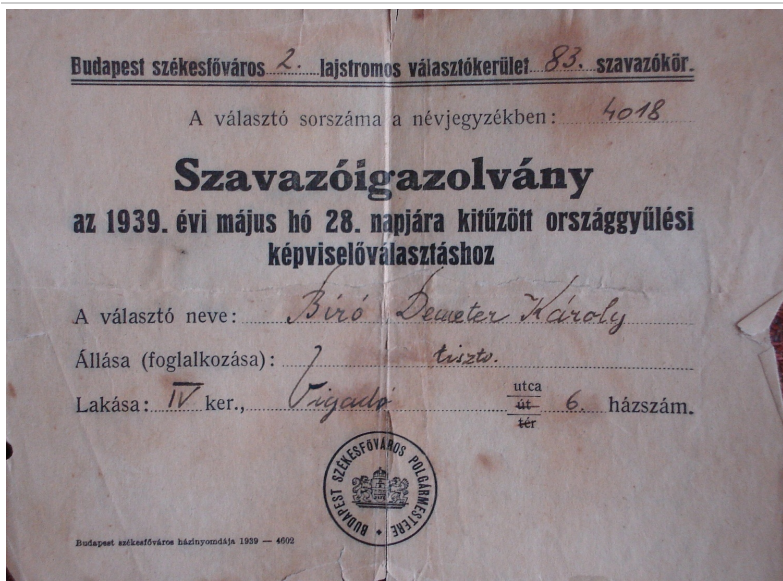 Budapest székesfőváros 2. lajstromos választókerület 83. szavazókör.
A választó sorszáma a névjegyzékben: 4018
Szavazóigazolvány
az 1939. évi május hó 28. napjára kitűzött országgyűlési
képviselőválasztáshoz
A választó neve: Bíró Demeter Károly
Állása (foglalkozása): tisztv.
Lakása: IV ker., Vigadó utca út tér 6. házszám.
BUDAPEST SZÉKESFŐVÁROS POLGÁRMESTERE
Budapest székesfőváros házinyomdája 1939 — 4602